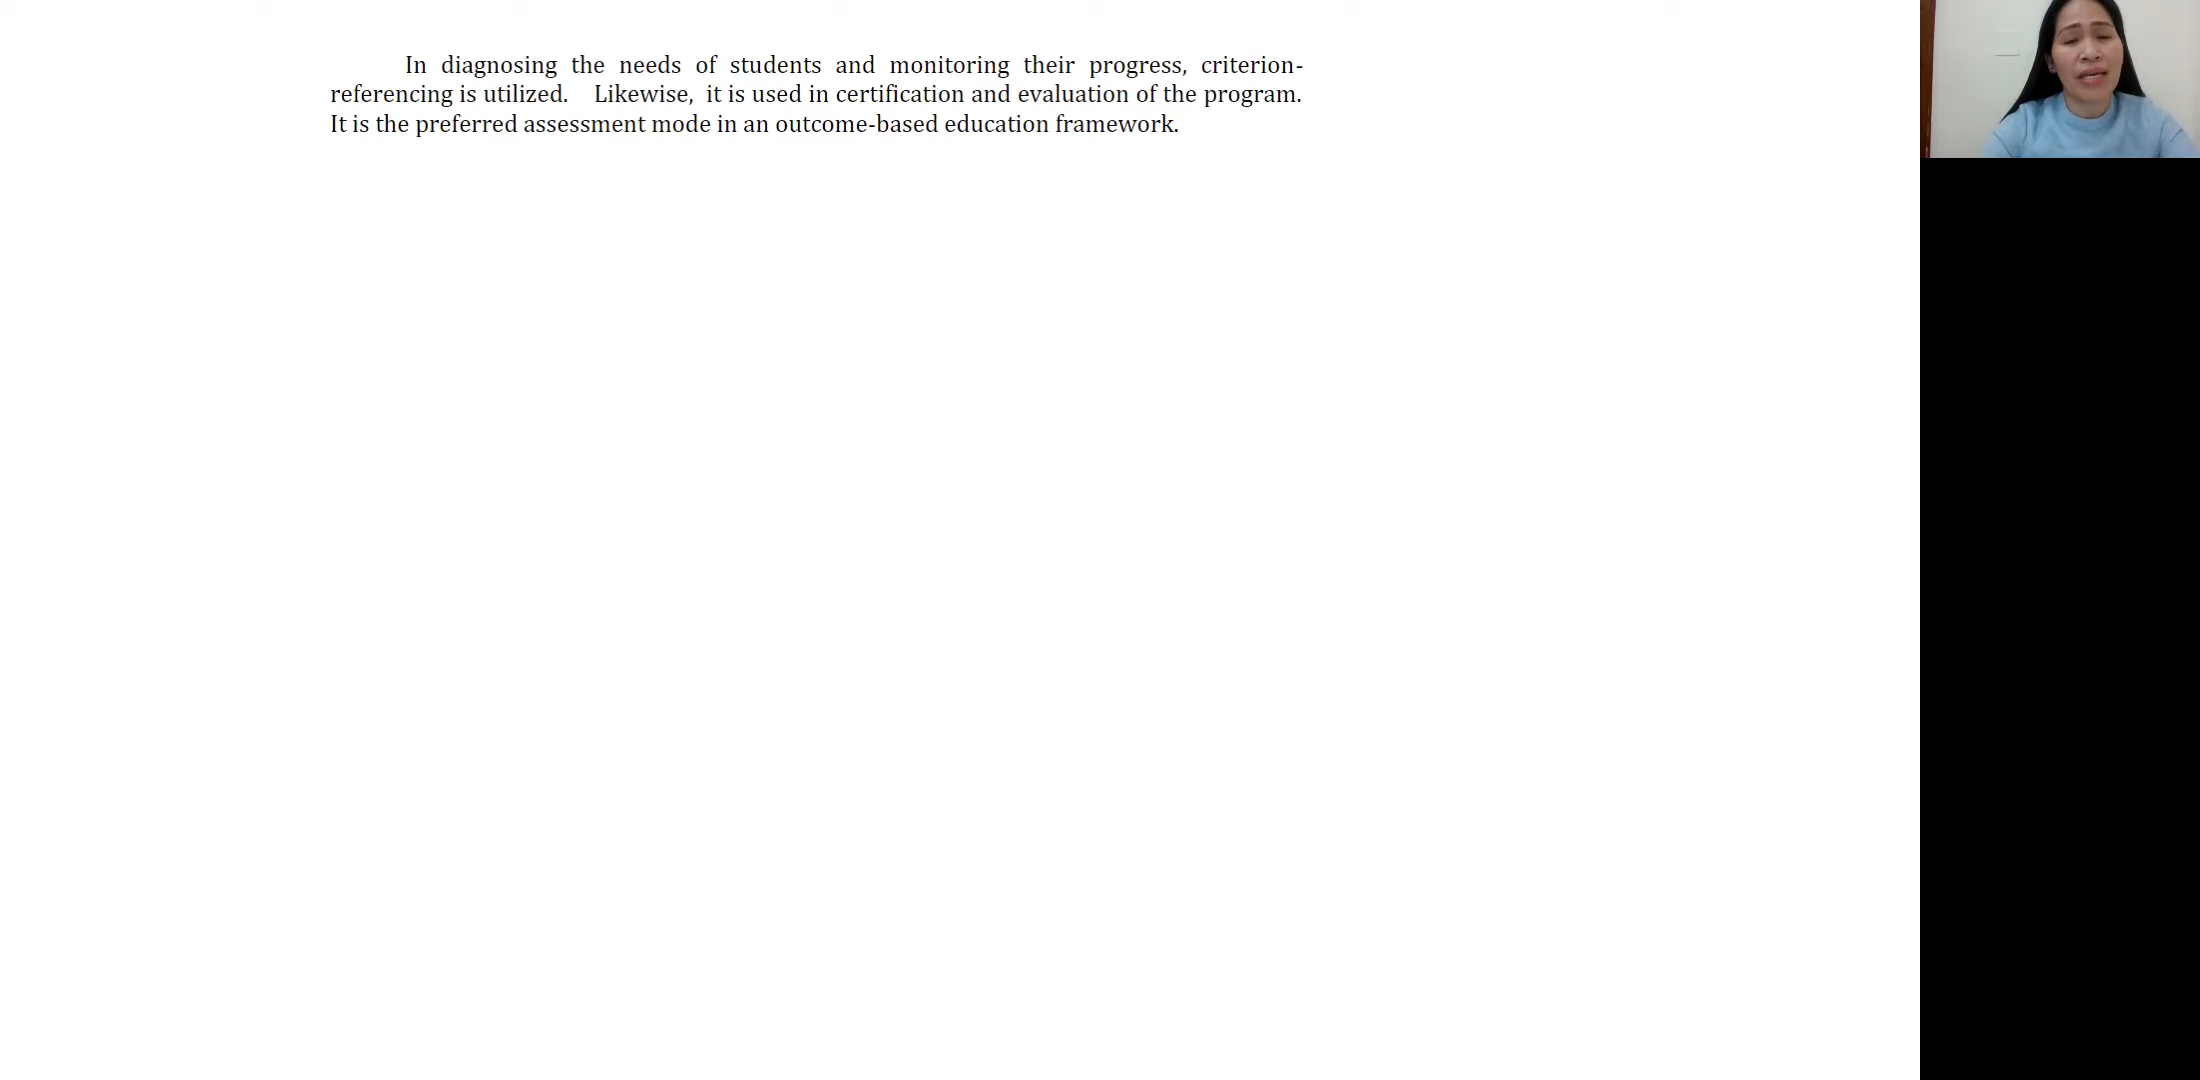 In diagnosing the needs of students and monitoring their progress, criterion-
referencing is utilized. Likewise, it is used in certification and evaluation of the program.
It is the preferred assessment mode in an outcome-based education framework.